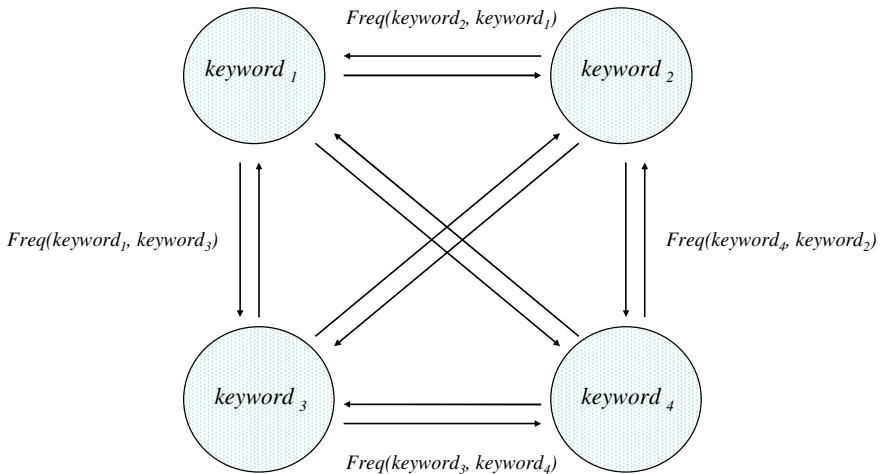 Freq(keyword₂, keyword₁)
keyword ₁
keyword ₂
Freq(keyword₁, keyword₃)
Freq(keyword₄, keyword₂)
keyword ₃
keyword ₄
Freq(keyword₃, keyword₄)